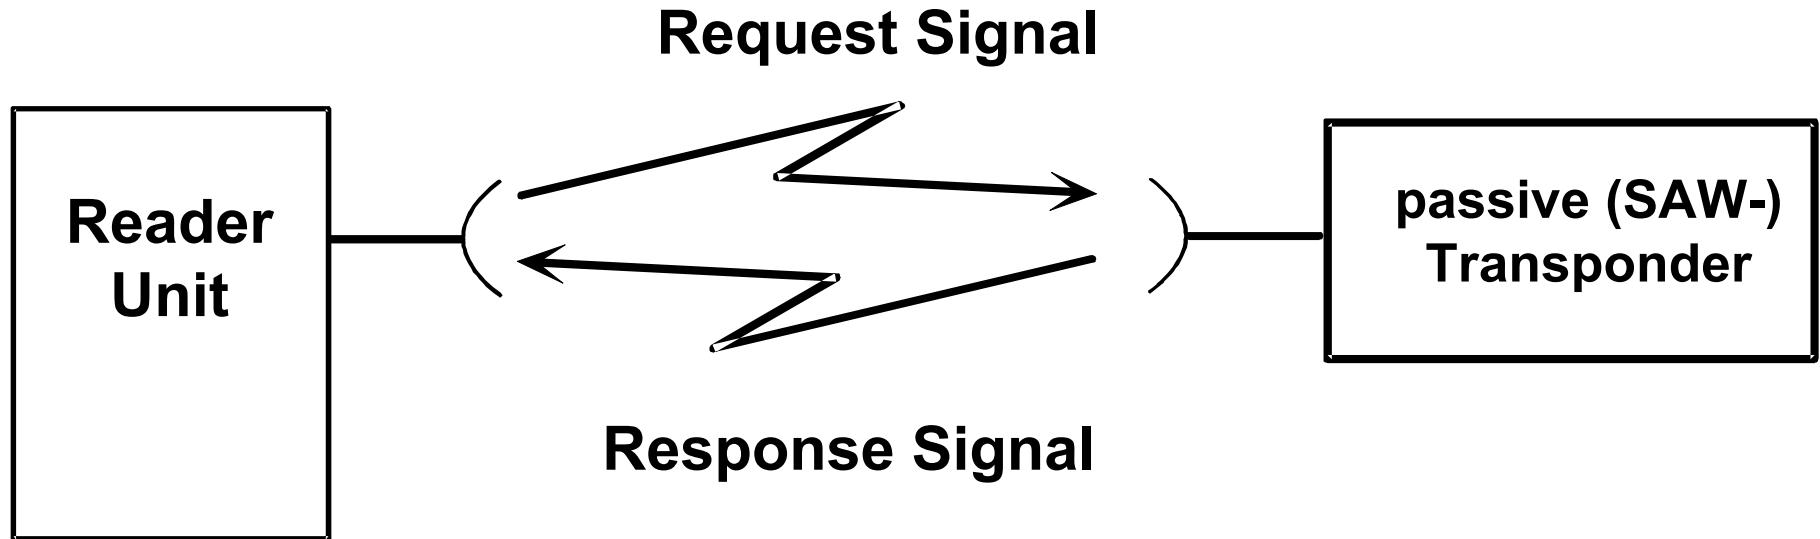 Request Signal
Reader
Unit
passive (SAW-)
Transponder
Response Signal